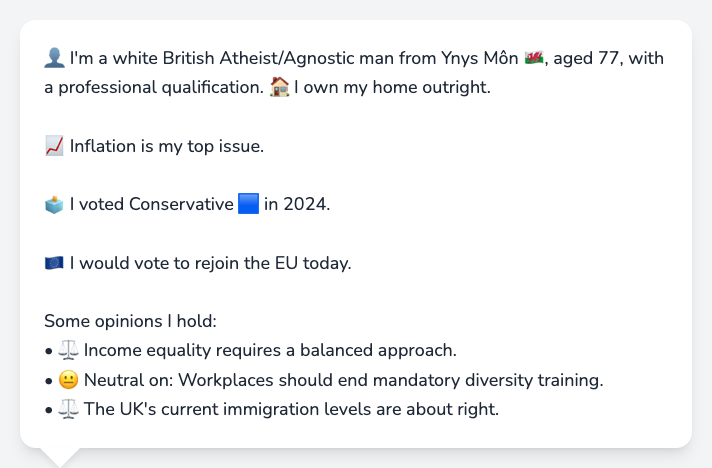 👤 I'm a white British Atheist/Agnostic man from Ynys Môn 🏴󠁧󠁢󠁷󠁬󠁳󠁿, aged 77, with
a professional qualification. 🏠 I own my home outright.
📈 Inflation is my top issue.
🗳️ I voted Conservative 🟦 in 2024.
🇪🇺 I would vote to rejoin the EU today.
Some opinions I hold:
• ⚖️ Income equality requires a balanced approach.
• 😐 Neutral on: Workplaces should end mandatory diversity training.
• ⚖️ The UK's current immigration levels are about right.